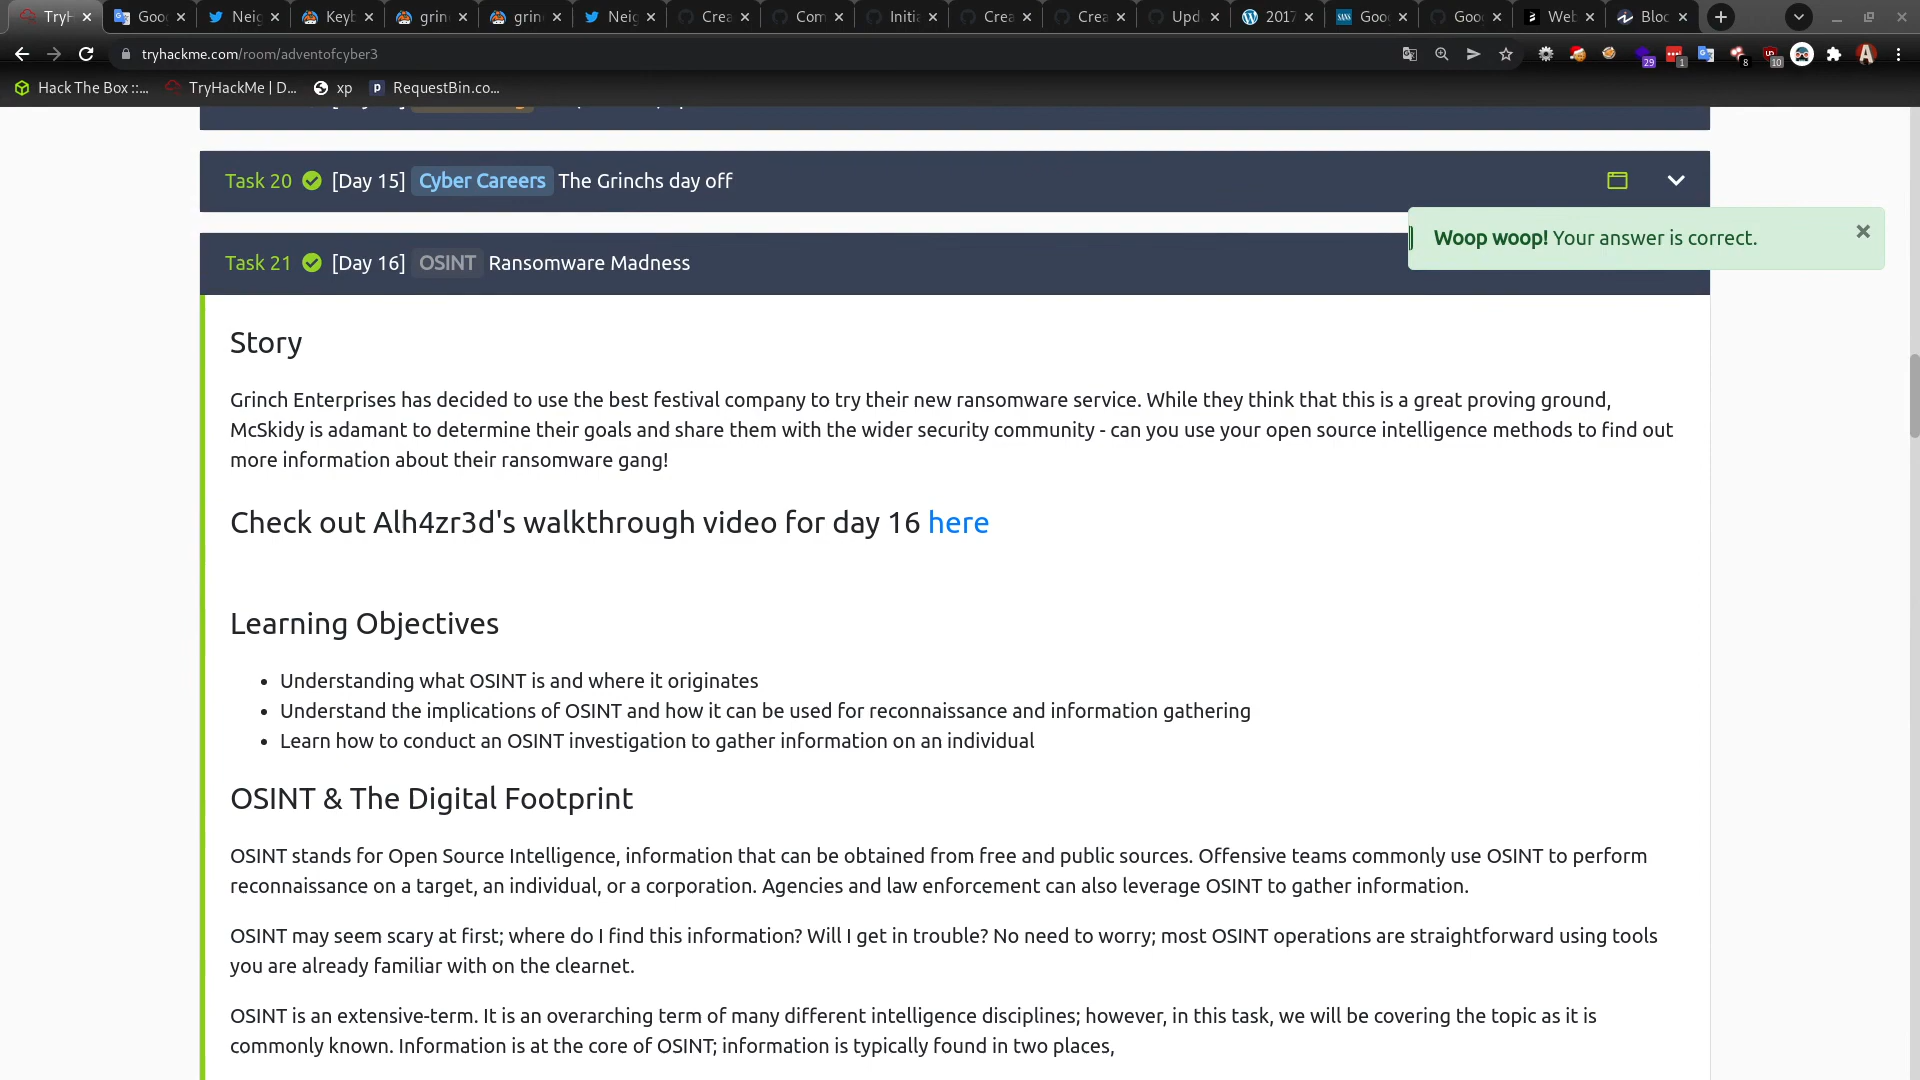 TryH
Goo
Neig
Keyb
grin
grin
Neig
Crea
Com
Initia
Crea
Crea
Upd
2017
Goo
Goo
Web
Bloc
tryhackme.com/room/adventofcyber3
29
1
8
10
Hack The Box ::...
TryHackMe | D...
xp
RequestBin.co...
Task 20 [Day 15] Cyber Careers The Grinchs day off
Woop woop! Your answer is correct.
Task 21 [Day 16] OSINT Ransomware Madness
Story
Grinch Enterprises has decided to use the best festival company to try their new ransomware service. While they think that this is a great proving ground,
McSkidy is adamant to determine their goals and share them with the wider security community - can you use your open source intelligence methods to find out
more information about their ransomware gang!
Check out Alh4zr3d's walkthrough video for day 16 here
Learning Objectives
• Understanding what OSINT is and where it originates
• Understand the implications of OSINT and how it can be used for reconnaissance and information gathering
• Learn how to conduct an OSINT investigation to gather information on an individual
OSINT & The Digital Footprint
OSINT stands for Open Source Intelligence, information that can be obtained from free and public sources. Offensive teams commonly use OSINT to perform
reconnaissance on a target, an individual, or a corporation. Agencies and law enforcement can also leverage OSINT to gather information.
OSINT may seem scary at first; where do I find this information? Will I get in trouble? No need to worry; most OSINT operations are straightforward using tools
you are already familiar with on the clearnet.
OSINT is an extensive-term. It is an overarching term of many different intelligence disciplines; however, in this task, we will be covering the topic as it is
commonly known. Information is at the core of OSINT; information is typically found in two places,